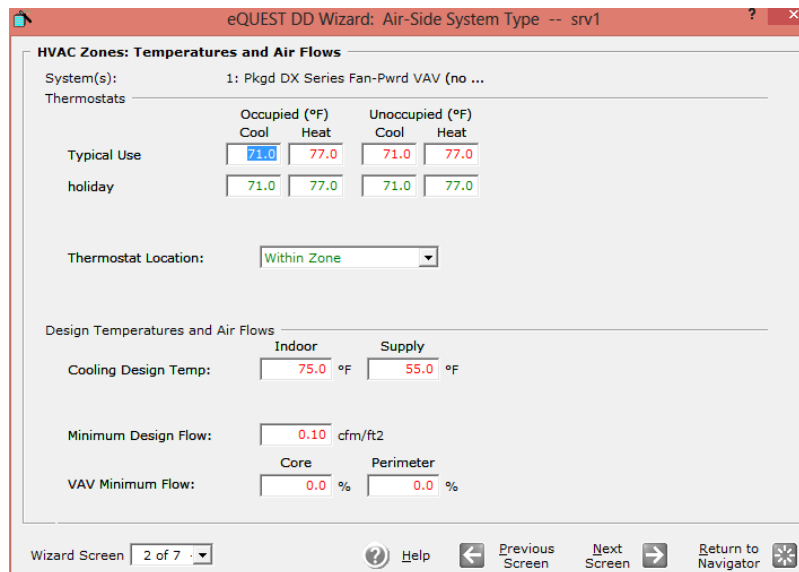 eQUEST DD Wizard: Air-Side System Type -- srv1 ? ×
HVAC Zones: Temperatures and Air Flows
System(s): 1: Pkgd DX Series Fan-Pwrd VAV (no ...
Thermostats
Occupied (°F) Unoccupied (°F)
Cool Heat Cool Heat
Typical Use 71.0 77.0 71.0 77.0
holiday 71.0 77.0 71.0 77.0
Thermostat Location: Within Zone
Design Temperatures and Air Flows
Indoor Supply
Cooling Design Temp: 75.0 °F 55.0 °F
Minimum Design Flow: 0.10 cfm/ft2
Core Perimeter
VAV Minimum Flow: 0.0 % 0.0 %
Wizard Screen 2 of 7 ? Help Previous Screen Next Screen Return to Navigator